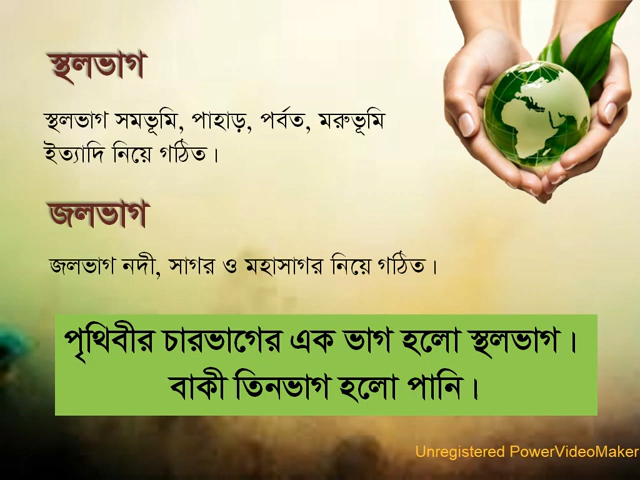 স্থলভাগ
স্থলভাগ সমভূমি, পাহাড়, পর্বত, মরুভূমি
ইত্যাদি নিয়ে গঠিত।
জলভাগ
জলভাগ নদী, সাগর ও মহাসাগর নিয়ে গঠিত।
পৃথিবীর চারভাগের এক ভাগ হলো স্থলভাগ।
বাকী তিনভাগ হলো পানি।
Unregistered PowerVideoMaker